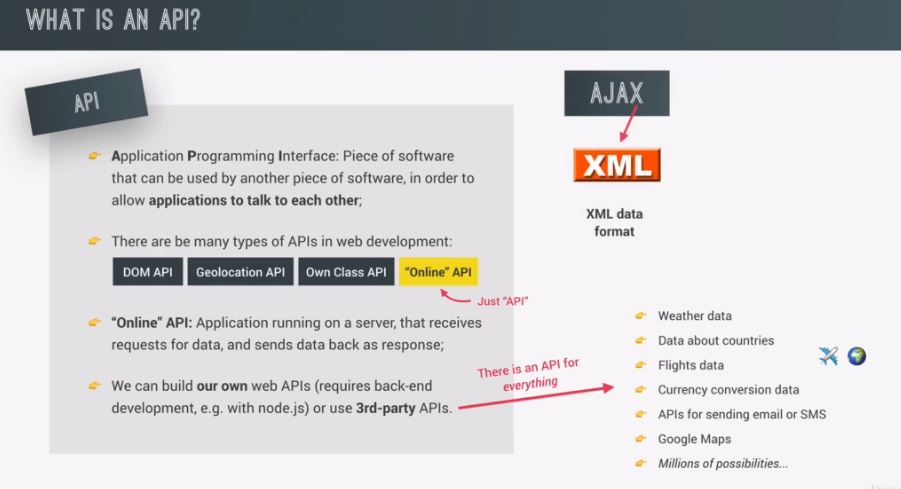 WHAT IS AN API?
API
Application Programming Interface: Piece of software
that can be used by another piece of software, in order to
allow applications to talk to each other;
There are be many types of APIs in web development:
DOM API
Geolocation API
Own Class API
“Online” API
Just “API”
“Online” API: Application running on a server, that receives
requests for data, and sends data back as response;
We can build our own web APIs (requires back-end
development, e.g. with node.js) or use 3rd-party APIs.
There is an API for
everything
AJAX
XML
XML data
format
Weather data
Data about countries
Flights data
Currency conversion data
APIs for sending email or SMS
Google Maps
Millions of possibilities...